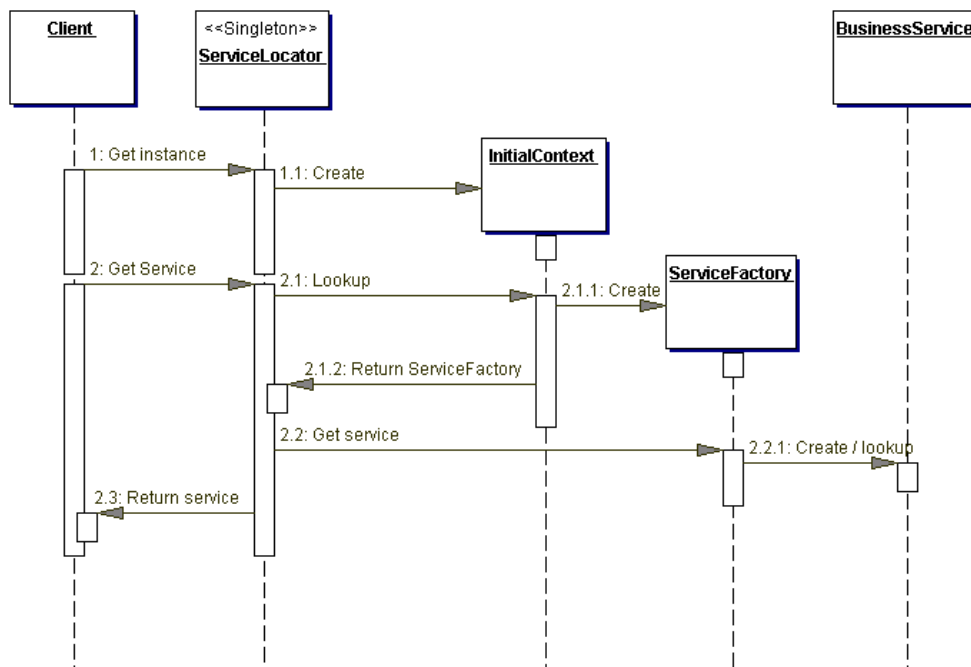 Client
<<Singleton>>
ServiceLocator
BusinessService
InitialContext
1: Get instance
1.1: Create
ServiceFactory
2: Get Service
2.1: Lookup
2.1.1: Create
2.1.2: Return ServiceFactory
2.2: Get service
2.2.1: Create / lookup
2.3: Return service